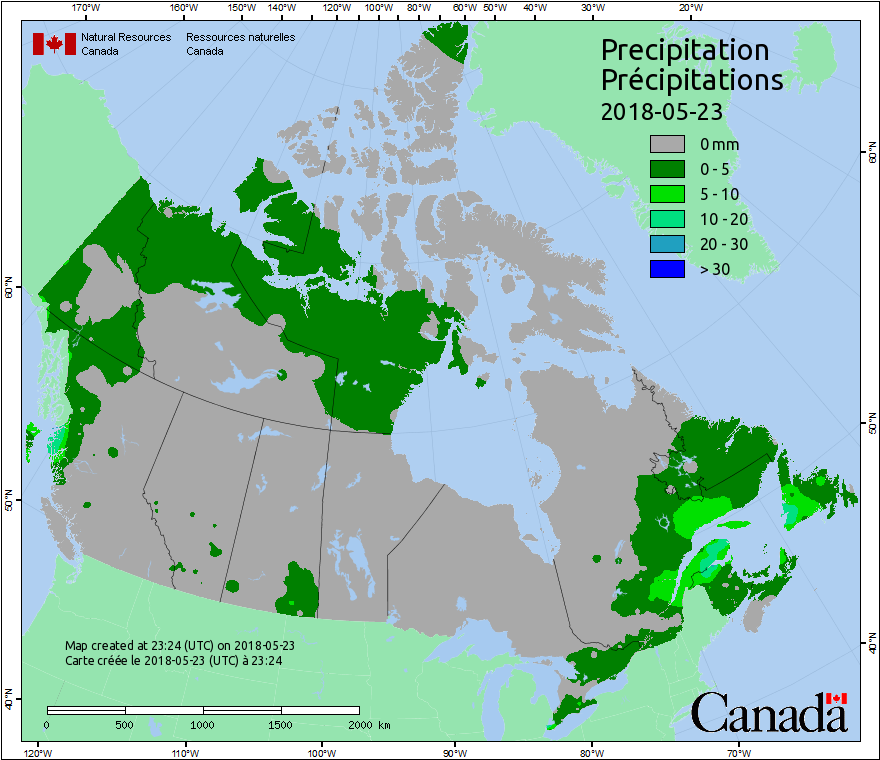 170°W 160°W 150°W 140°W 120°W 100°W 80°W 60°W 50°W 40°W 30°W 20°W
Natural Resources Ressources naturelles
Canada Canada
Precipitation
Précipitations
2018-05-23
0 mm
0 - 5
5 - 10
10 - 20
20 - 30
> 30
60°N
60°N
50°N
50°N
40°N
40°N
Map created at 23:24 (UTC) on 2018-05-23
Carte créée le 2018-05-23 (UTC) à 23:24
0 500 1000 1500 2000 km
Canada
120°W 110°W 100°W 90°W 80°W 70°W